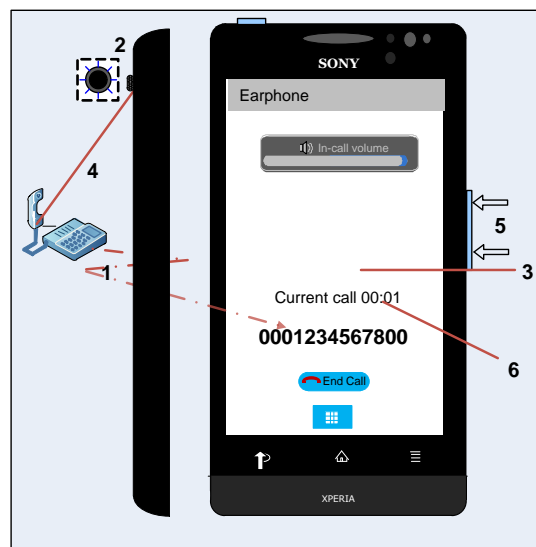 2
SONY
Earphone
In-call volume
4
5
1
3
Current call 00:01
0001234567800
6
End Call
XPERIA